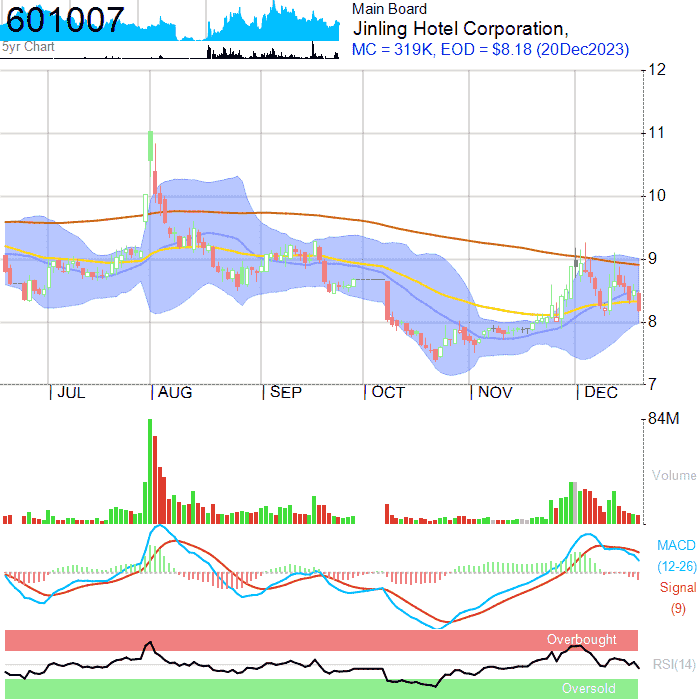 601007
5yr Chart
Main Board
Jinling Hotel Corporation,
MC = 319K, EOD = $8.18 (20Dec2023)
12
11
10
9
8
7
JUL
AUG
SEP
OCT
NOV
DEC
84M
Volume
MACD
(12-26)
Signal
(9)
Overbought
RSI(14)
Oversold